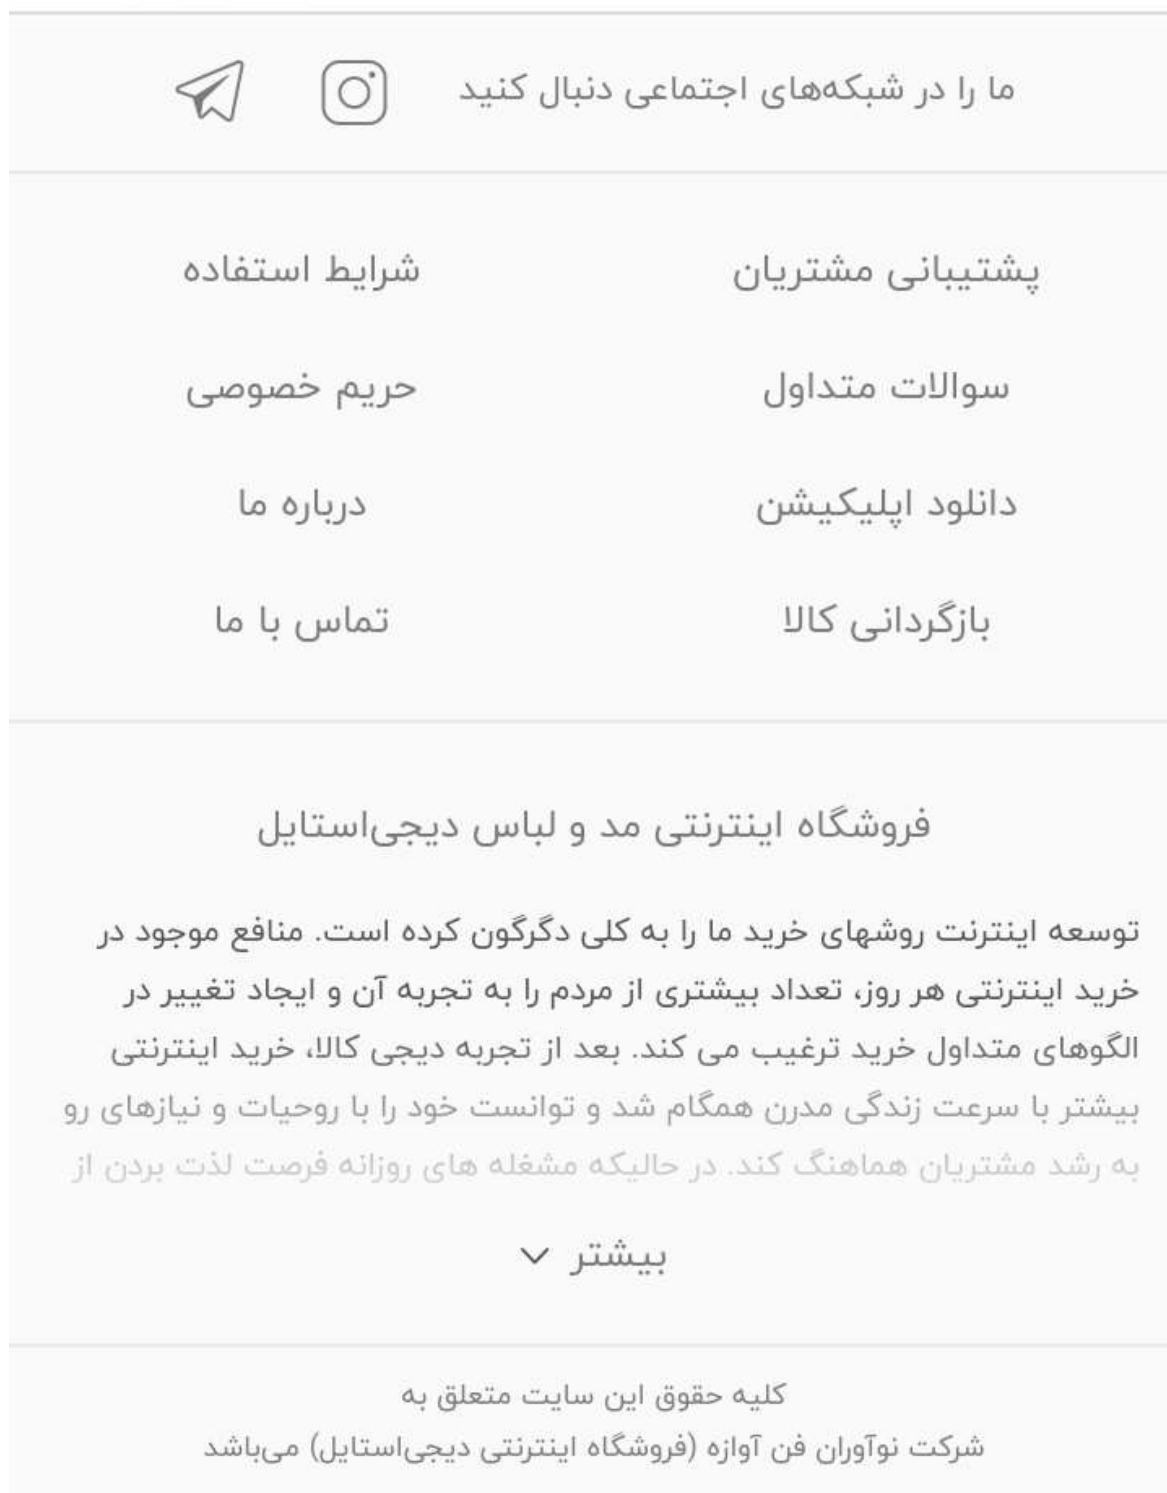 ما را در شبکه‌های اجتماعی دنبال کنید
پشتیبانی مشتریان
شرایط استفاده
سوالات متداول
حریم خصوصی
دانلود اپلیکیشن
درباره ما
بازگردانی کالا
تماس با ما
فروشگاه اینترنتی مد و لباس دیجی‌استایل
توسعه اینترنت روشهای خرید ما را به کلی دگرگون کرده است. منافع موجود در
خرید اینترنتی هر روز، تعداد بیشتری از مردم را به تجربه آن و ایجاد تغییر در
الگوهای متداول خرید ترغیب می کند. بعد از تجربه دیجی کالا، خرید اینترنتی
بیشتر با سرعت زندگی مدرن همگام شد و توانست خود را با روحیات و نیازهای رو
به رشد مشتریان هماهنگ کند. در حالیکه مشغله های روزانه فرصت لذت بردن از
بیشتر
کلیه حقوق این سایت متعلق به
شرکت نوآوران فن آوازه (فروشگاه اینترنتی دیجی‌استایل) می‌باشد